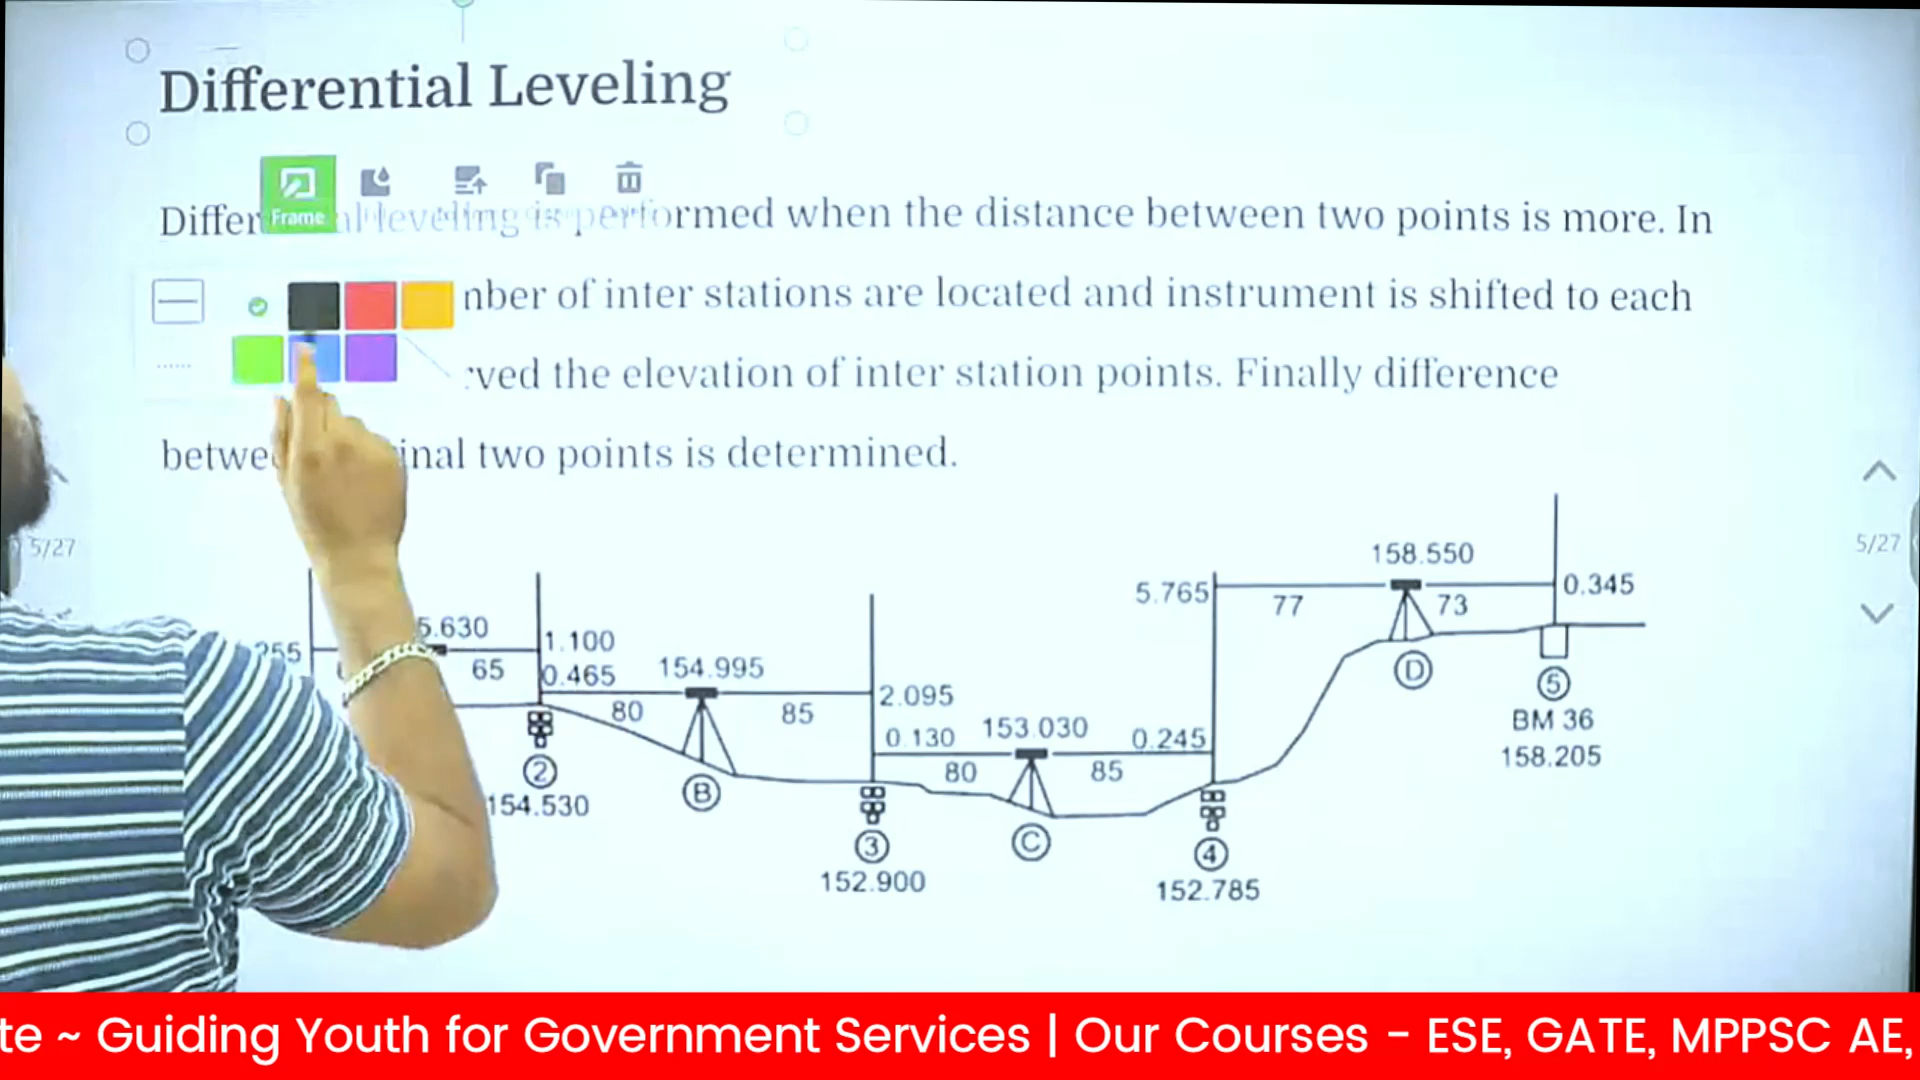 Differential Leveling
Frame
Differ al leveling is performed when the distance between two points is more. In
nber of inter stations are located and instrument is shifted to each
ved the elevation of inter station points. Finally difference
betwe inal two points is determined.
5/27
5/27
158.550
5.765
77
73
0.345
5.630
255
65
1.100
0.465
154.995
80
85
2.095
0.130
153.030
0.245
80
85
D
5
BM 36
158.205
2
154.530
B
3
152.900
C
4
152.785
te ~ Guiding Youth for Government Services | Our Courses - ESE, GATE, MPPSC AE,